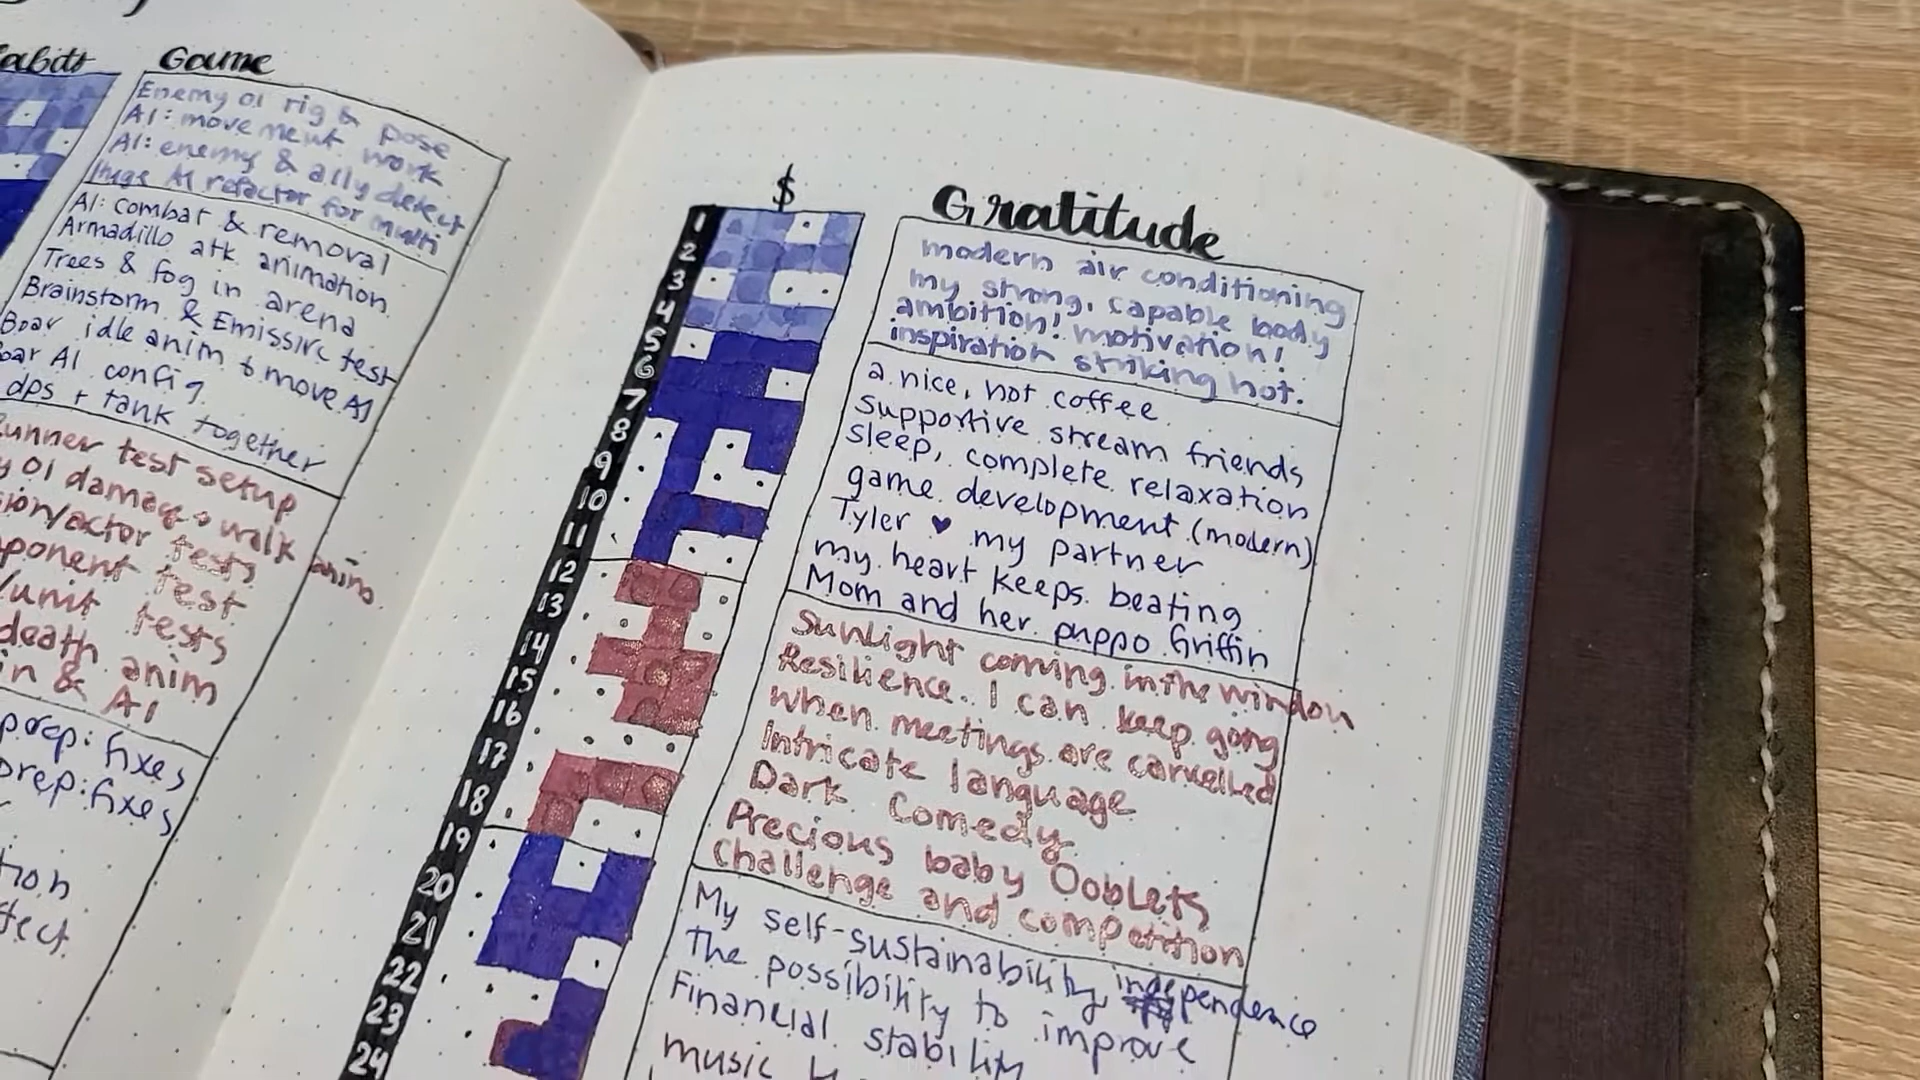 abits
Game
Enemy 01 rig & pose
AI: movement work
AI: enemy & ally detect
Huge AI refactor for multi
AI: combat & removal
Armadillo atk animation
Trees & fog in arena
Brainstorm & Emissive test
Boar idle anim & move AI
oar AI config
dps + tank together
unner test setup
y 01 damage & walk anim.
sion/actor tests
ponent test
/unit tests
death anim
in & AI
prep: fixes
prep: fixes
tion
fect.
$
1
2
3
4
5
6
7
8
9
10
11
12
13
14
15
16
17
18
19
20
21
22
23
24
Gratitude
modern air conditioning
my strong, capable body
ambition! motivation!
inspiration striking hot.
a nice, hot coffee
supportive stream friends
sleep, complete relaxation
game development (modern)
Tyler ♥ my partner
my heart keeps beating
Mom and her puppo Griffin
Sunlight coming in the window
Resilience. I can keep going
when meetings are cancelled
Intricate language
Dark Comedy
Precious baby Ooblets
Challenge and competition
My self-sustainability, independence
The possibility to improve
Financial stability
music